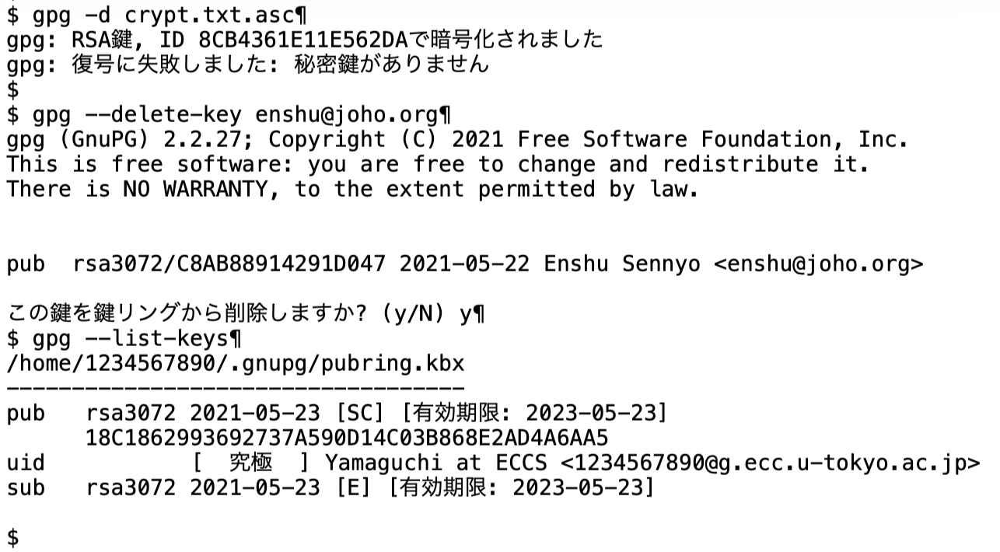 $ gpg -d crypt.txt.asc¶
gpg: RSA鍵, ID 8CB4361E11E562DAで暗号化されました
gpg: 復号に失敗しました: 秘密鍵がありません
$
$ gpg --delete-key enshu@joho.org¶
gpg (GnuPG) 2.2.27; Copyright (C) 2021 Free Software Foundation, Inc.
This is free software: you are free to change and redistribute it.
There is NO WARRANTY, to the extent permitted by law.
pub  rsa3072/C8AB88914291D047 2021-05-22 Enshu Sennyo <enshu@joho.org>
この鍵を鍵リングから削除しますか? (y/N) y¶
$ gpg --list-keys¶
/home/1234567890/.gnupg/pubring.kbx
-----------------------------------
pub   rsa3072 2021-05-23 [SC] [有効期限: 2023-05-23]
      18C1862993692737A590D14C03B868E2AD4A6AA5
uid           [  究極  ] Yamaguchi at ECCS <1234567890@g.ecc.u-tokyo.ac.jp>
sub   rsa3072 2021-05-23 [E] [有効期限: 2023-05-23]
$